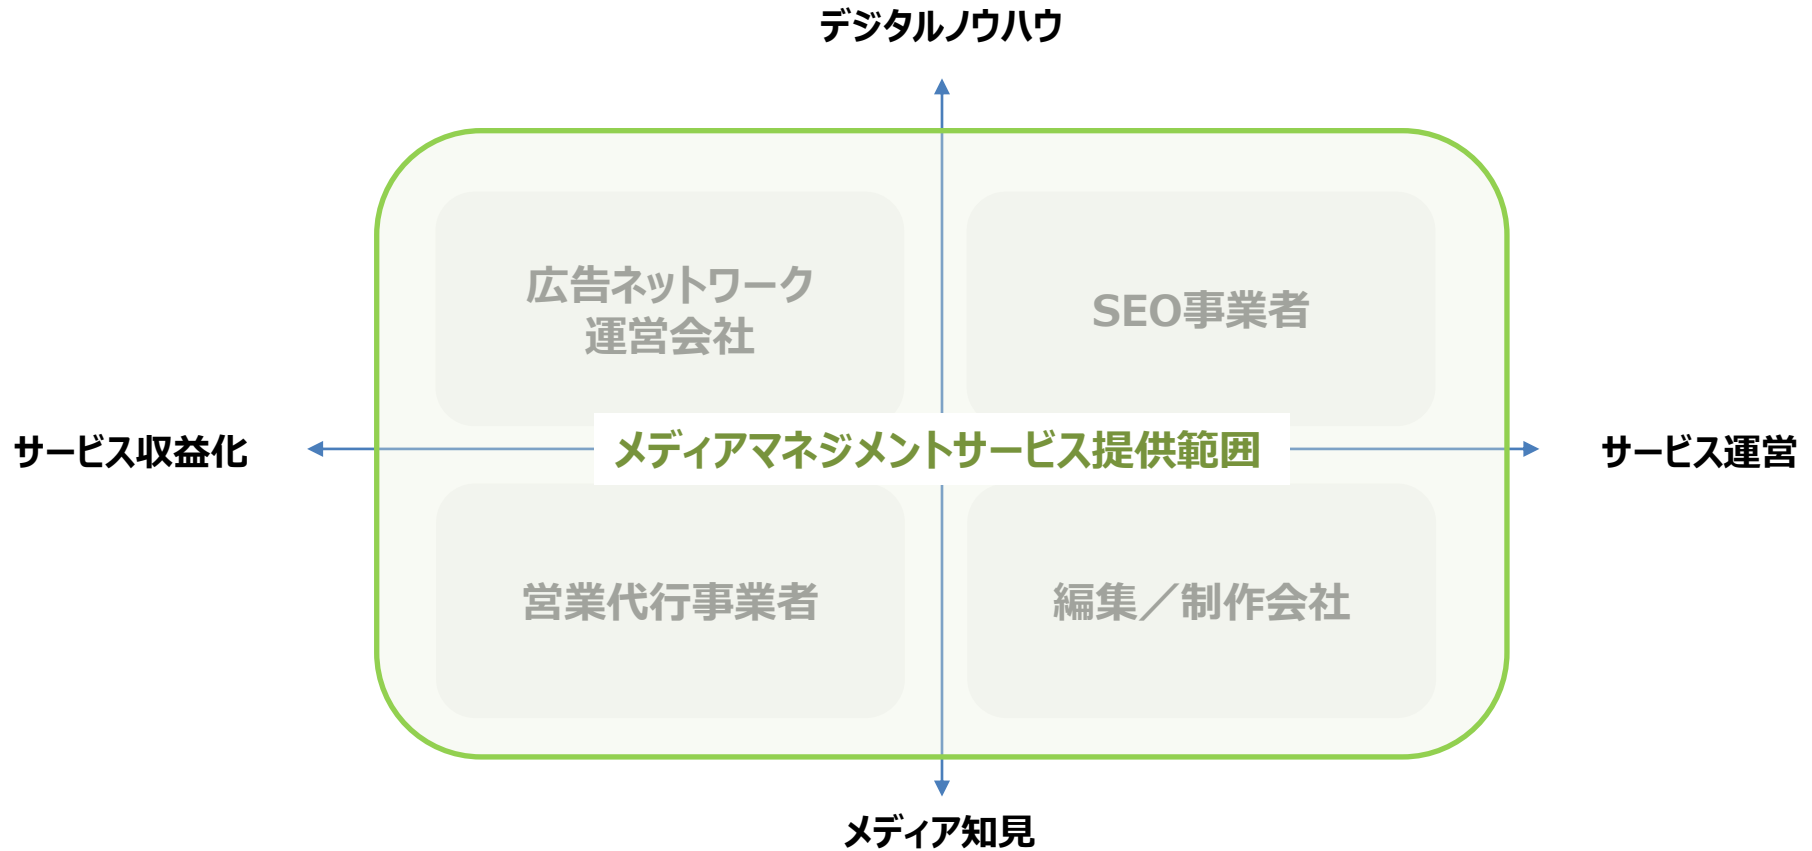 デジタルノウハウ
広告ネットワーク
運営会社
SEO事業者
サービス収益化
メディアマネジメントサービス提供範囲
サービス運営
営業代行事業者
編集／制作会社
メディア知見